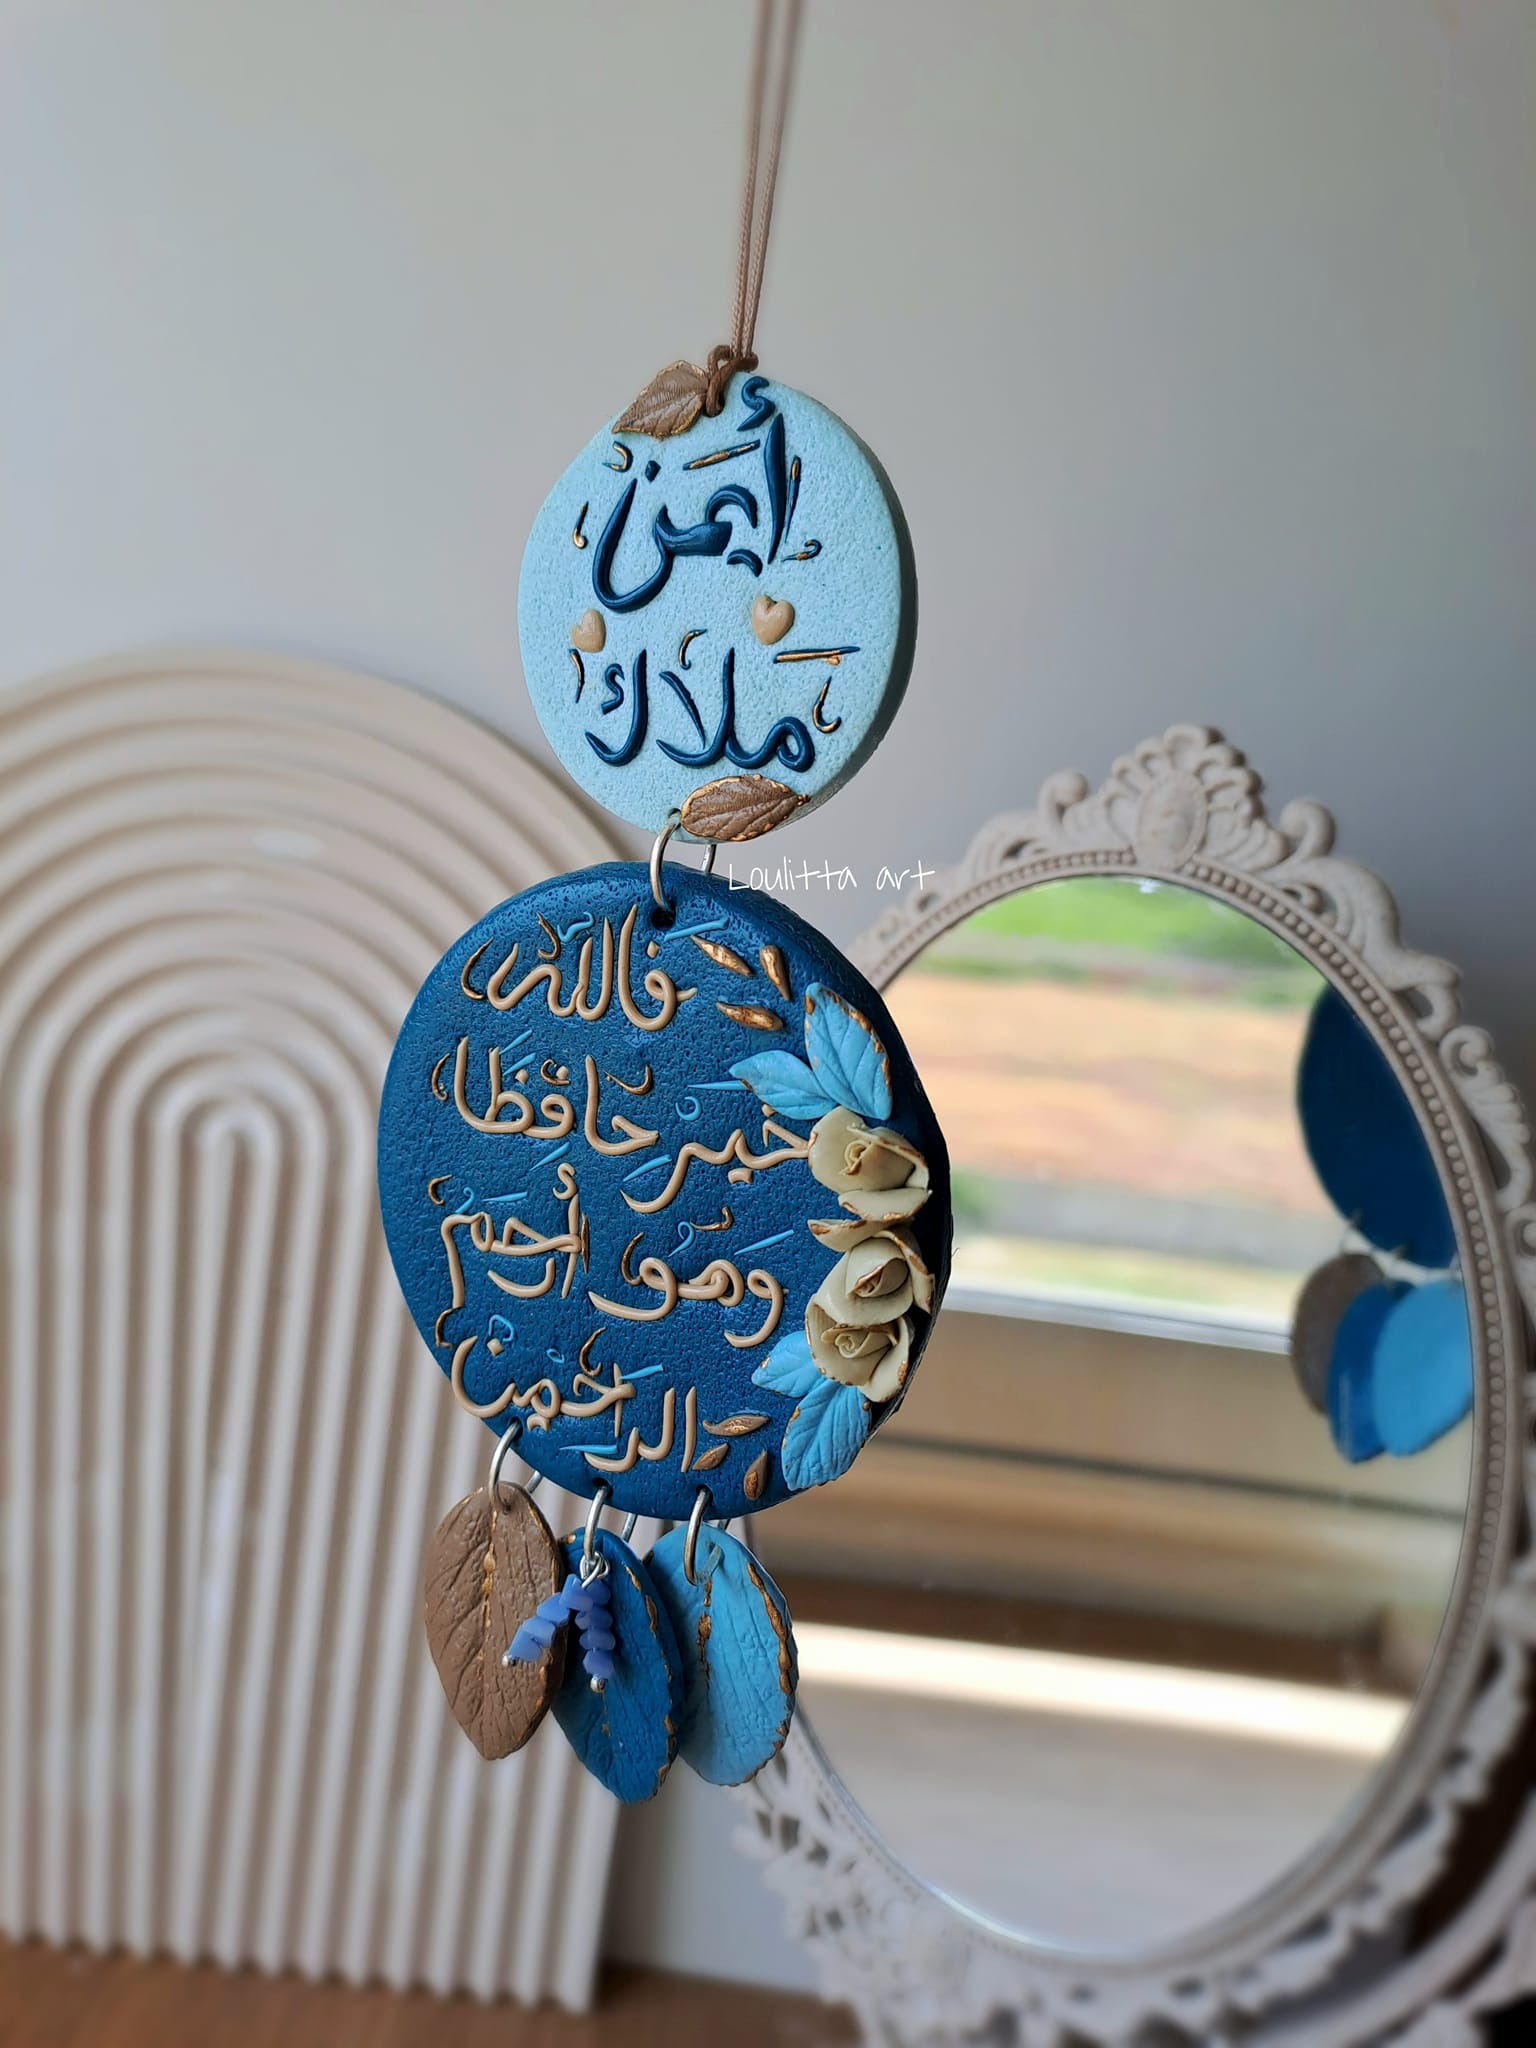 أيمن
ملاك
Loulitta art
فالله
خير حافظا
وهو أرحم
الراحمين